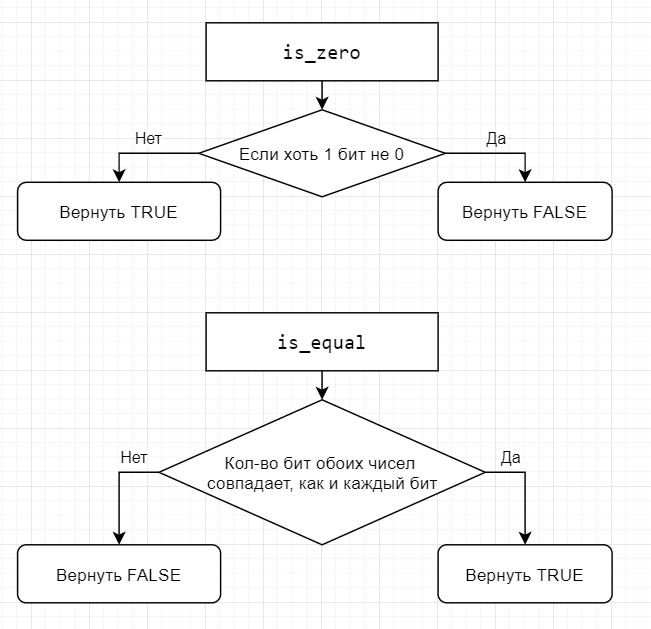 is_zero
Нет
Да
Если хоть 1 бит не 0
Вернуть TRUE
Вернуть FALSE
is_equal
Нет
Да
Кол-во бит обоих чисел
совпадает, как и каждый бит
Вернуть FALSE
Вернуть TRUE